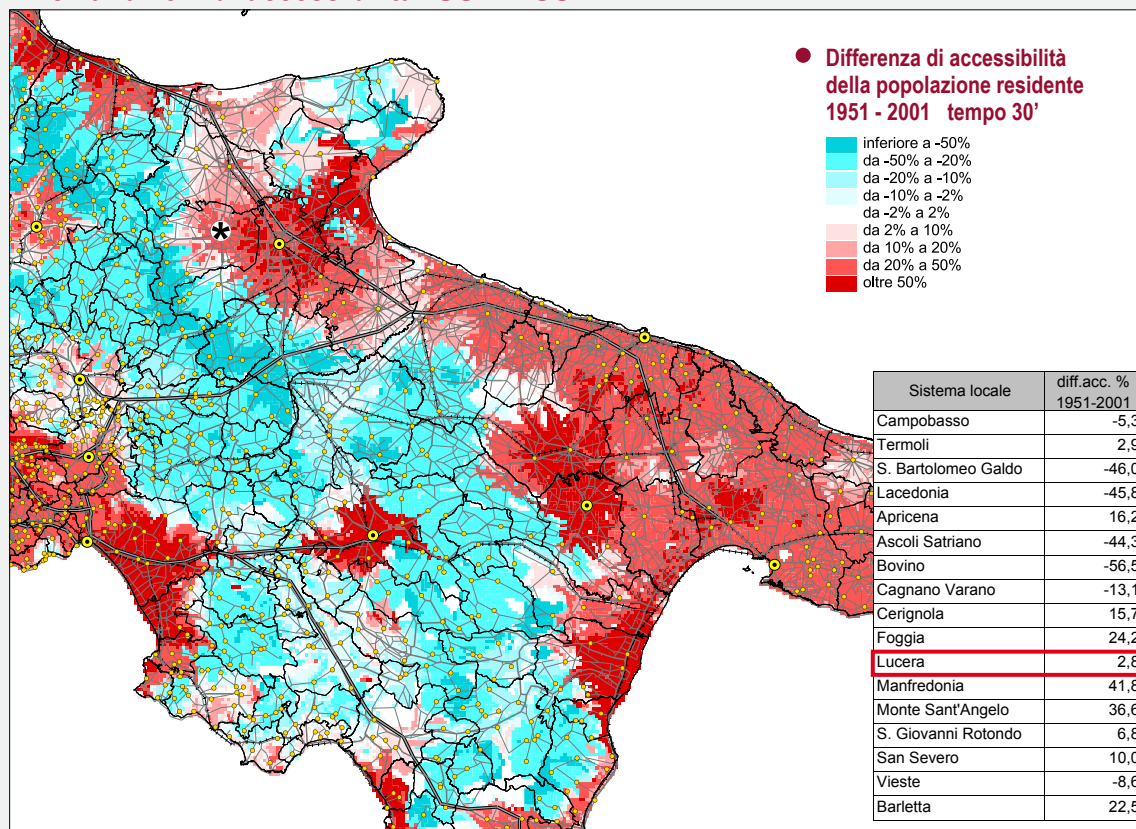 ● Differenza di accessibilità
della popolazione residente
1951 - 2001 tempo 30'
inferiore a -50%
da -50% a -20%
da -20% a -10%
da -10% a -2%
da -2% a 2%
da 2% a 10%
da 10% a 20%
da 20% a 50%
oltre 50%
*
Sistema locale diff.acc. % 1951-2001
Campobasso -5,3
Termoli 2,9
S. Bartolomeo Galdo -46,0
Lacedonia -45,8
Apricena 16,2
Ascoli Satriano -44,3
Bovino -56,5
Cagnano Varano -13,1
Cerignola 15,7
Foggia 24,2
Lucera 2,8
Manfredonia 41,8
Monte Sant'Angelo 36,6
S. Giovanni Rotondo 6,8
San Severo 10,0
Vieste -8,6
Barletta 22,5